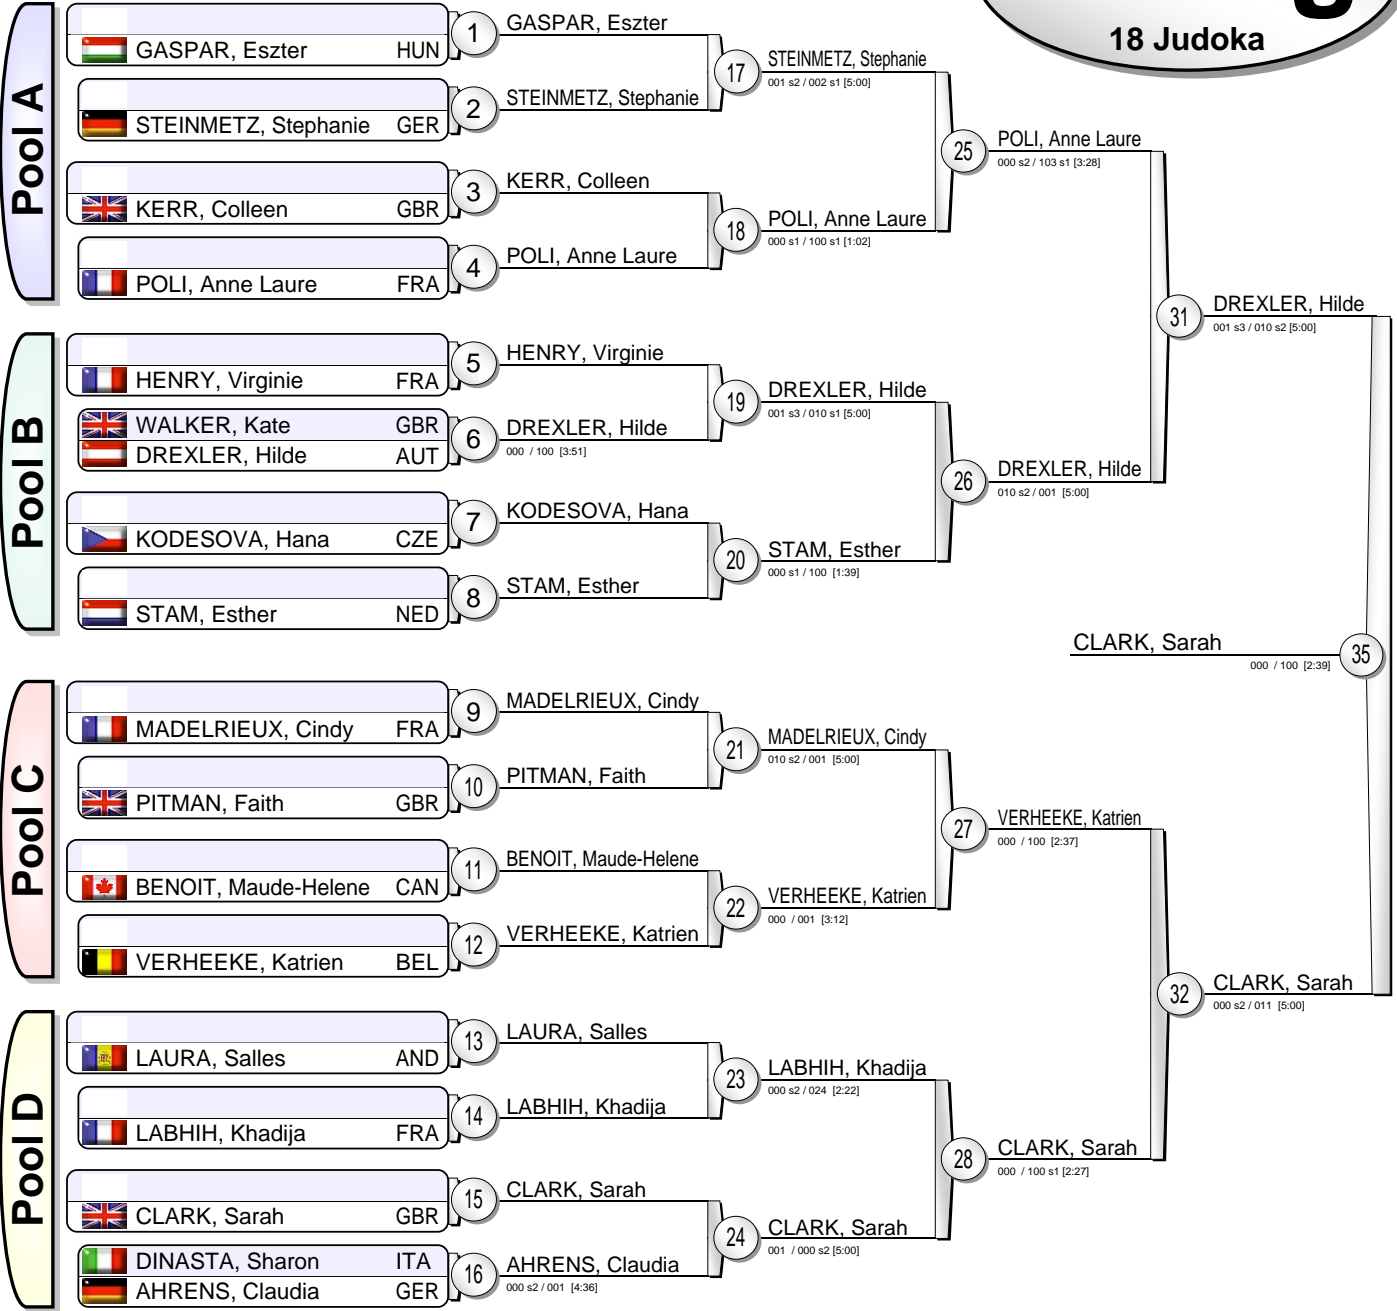 18 Judoka
Pool A
GASPAR, Eszter HUN
STEINMETZ, Stephanie GER
KERR, Colleen GBR
POLI, Anne Laure FRA
Pool B
HENRY, Virginie FRA
WALKER, Kate GBR
DREXLER, Hilde AUT
KODESOVA, Hana CZE
STAM, Esther NED
Pool C
MADELRIEUX, Cindy FRA
PITMAN, Faith GBR
BENOIT, Maude-Helene CAN
VERHEEKE, Katrien BEL
Pool D
LAURA, Salles AND
LABHIH, Khadija FRA
CLARK, Sarah GBR
DINASTA, Sharon ITA
AHRENS, Claudia GER
1 GASPAR, Eszter
2 STEINMETZ, Stephanie
3 KERR, Colleen
4 POLI, Anne Laure
5 HENRY, Virginie
6 DREXLER, Hilde
000 / 100 [3:51]
7 KODESOVA, Hana
8 STAM, Esther
9 MADELRIEUX, Cindy
10 PITMAN, Faith
11 BENOIT, Maude-Helene
12 VERHEEKE, Katrien
13 LAURA, Salles
14 LABHIH, Khadija
15 CLARK, Sarah
16 AHRENS, Claudia
000 s2 / 001 [4:36]
17 STEINMETZ, Stephanie
001 s2 / 002 s1 [5:00]
18 POLI, Anne Laure
000 s1 / 100 s1 [1:02]
19 DREXLER, Hilde
001 s3 / 010 s1 [5:00]
20 STAM, Esther
000 s1 / 100 [1:39]
21 MADELRIEUX, Cindy
010 s2 / 001 [5:00]
22 VERHEEKE, Katrien
000 / 001 [3:12]
23 LABHIH, Khadija
000 s2 / 024 [2:22]
24 CLARK, Sarah
001 / 000 s2 [5:00]
25 POLI, Anne Laure
000 s2 / 103 s1 [3:28]
26 DREXLER, Hilde
010 s2 / 001 [5:00]
27 VERHEEKE, Katrien
000 / 100 [2:37]
28 CLARK, Sarah
000 / 100 s1 [2:27]
31 DREXLER, Hilde
001 s3 / 010 s2 [5:00]
32 CLARK, Sarah
000 s2 / 011 [5:00]
CLARK, Sarah 35
000 / 100 [2:39]